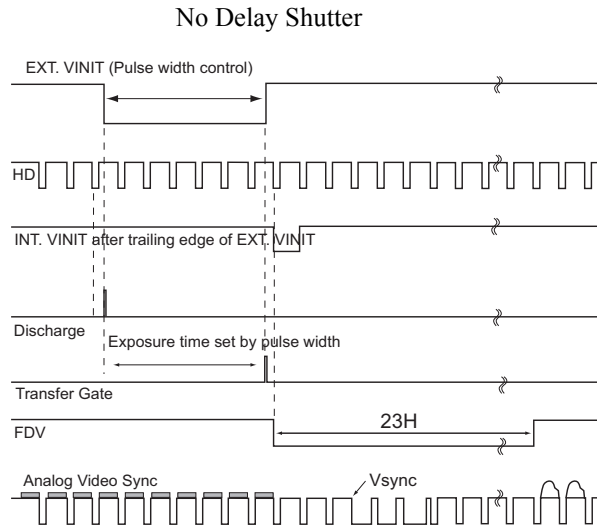 No Delay Shutter
EXT. VINIT (Pulse width control)
HD
INT. VINIT after trailing edge of EXT. VINIT
Discharge
Exposure time set by pulse width
Transfer Gate
FDV
23H
Analog Video Sync
Vsync